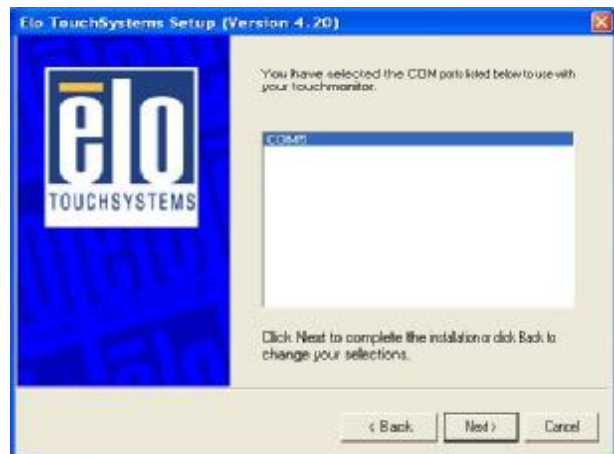 Elo TouchSystems Setup (Version 4.20)
You have selected the COM ports listed below to use with
your touchmonitor.
COM5
elo
TOUCHSYSTEMS
Click Next to complete the installation or click Back to
change your selections.
< Back
Next >
Cancel